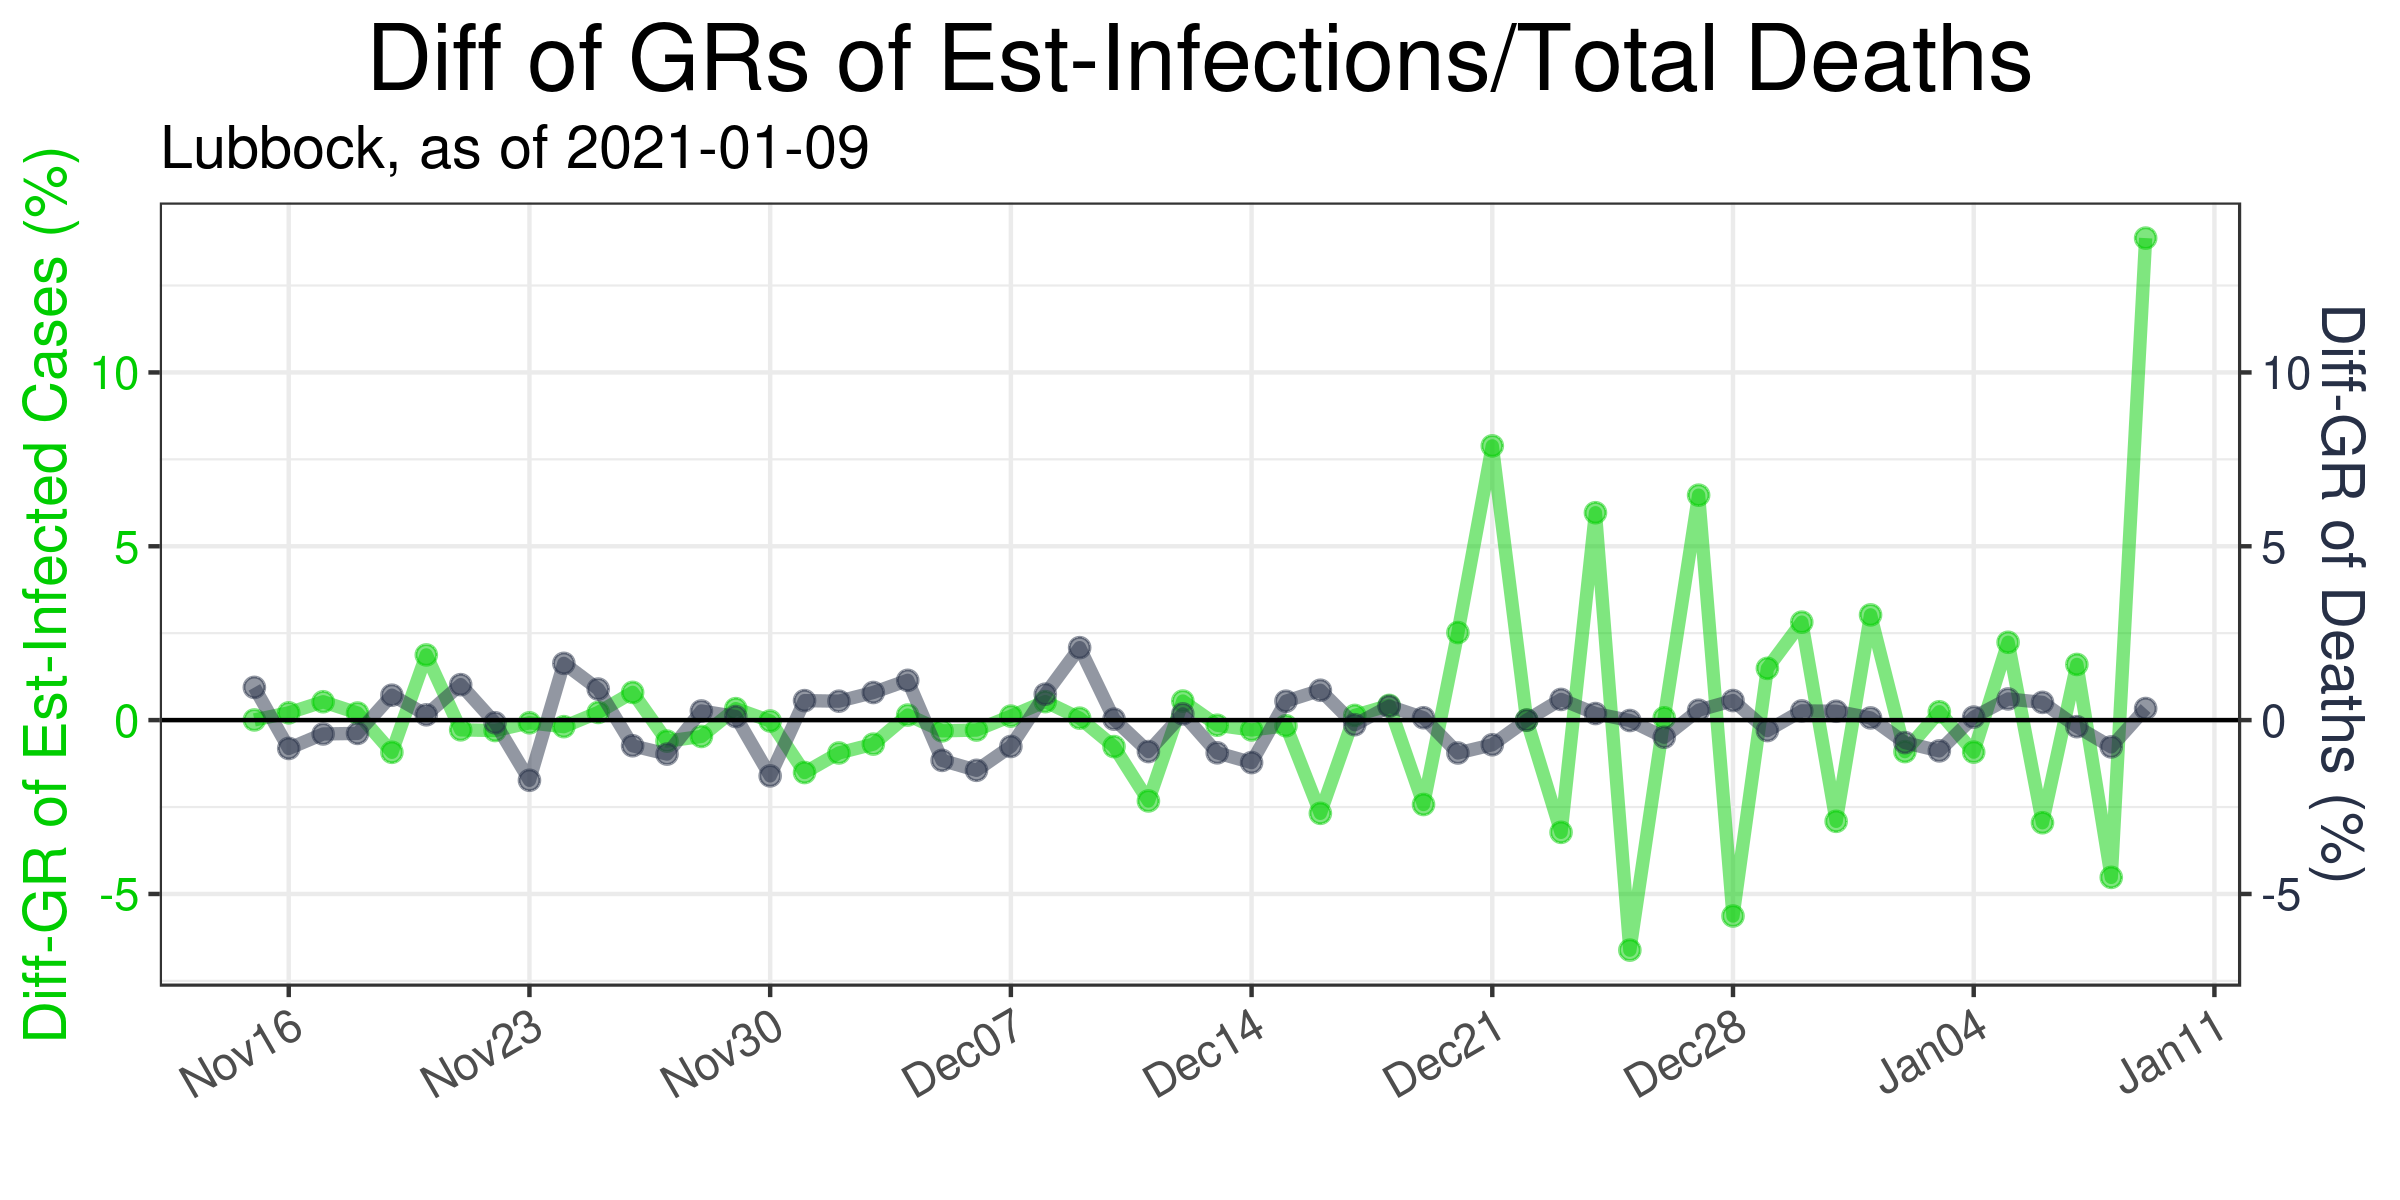 Diff of GRs of Est-Infections/Total Deaths
Lubbock, as of 2021-01-09
Diff-GR of Est-Infected Cases (%)
10
5
0
-5
10
5
0
-5
Diff-GR of Deaths (%)
Nov16
Nov23
Nov30
Dec07
Dec14
Dec21
Dec28
Jan04
Jan11